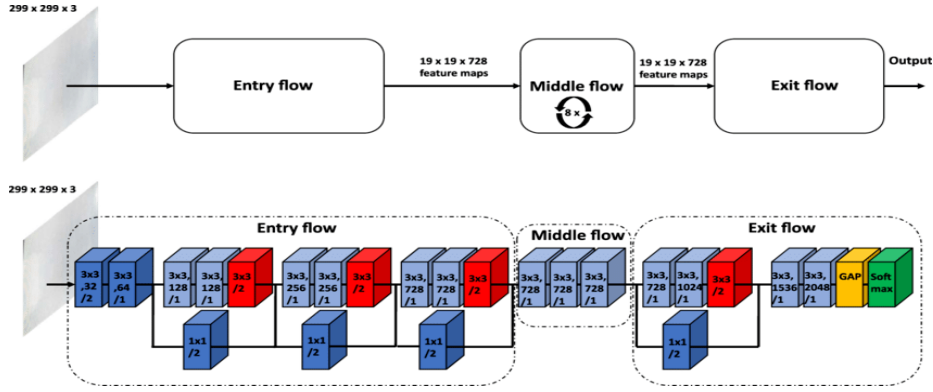 299 x 299 x 3
Entry flow
19 x 19 x 728
feature maps
Middle flow
8 x
19 x 19 x 728
feature maps
Exit flow
Output
299 x 299 x 3
Entry flow
Middle flow
Exit flow
3x3
,32
/2
3x3
,64
/1
3x3,
128
/1
3x3,
128
/1
3x3
/2
3x3,
256
/1
3x3,
256
/1
3x3
/2
3x3,
728
/1
3x3,
728
/1
3x3
/2
3x3,
728
/1
3x3,
728
/1
3x3,
728
/1
3x3,
728
/1
3x3,
1024
/1
3x3
/2
3x3,
1536
/1
3x3,
2048
/1
GAP
Soft
max
1x1
/2
1x1
/2
1x1
/2
1x1
/2